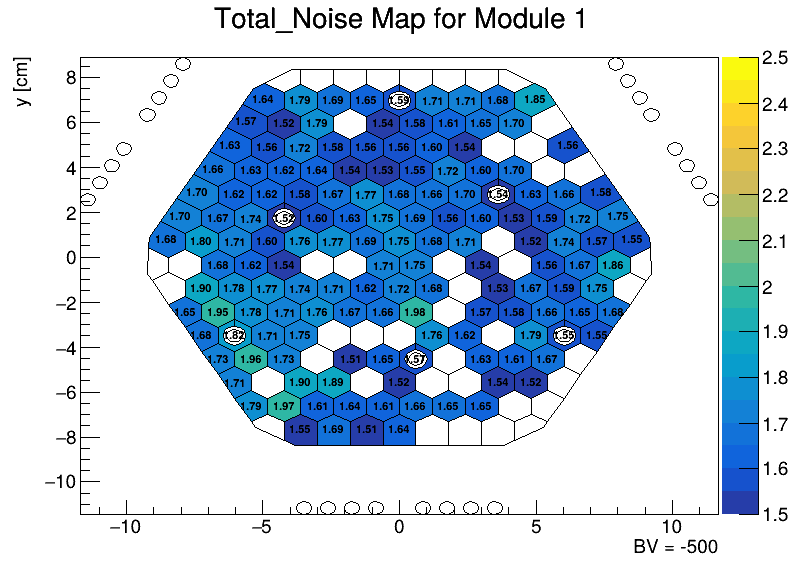 Total_Noise Map for Module 1
y [cm]
8
6
4
2
0
−2
−4
−6
−8
−10
1.64 1.79 1.69 1.65 1.59 1.71 1.71 1.68 1.85
1.57 1.52 1.79 1.54 1.58 1.61 1.65 1.70
1.63 1.56 1.72 1.58 1.56 1.56 1.60 1.54 1.56
1.66 1.63 1.62 1.64 1.54 1.53 1.55 1.72 1.60 1.70
1.70 1.62 1.62 1.58 1.67 1.77 1.68 1.66 1.70 1.54 1.63 1.66 1.58
1.70 1.67 1.74 1.60 1.63 1.75 1.69 1.56 1.60 1.53 1.59 1.72 1.75
1.68 1.80 1.71 1.60 1.76 1.77 1.69 1.75 1.68 1.71 1.52 1.74 1.57 1.55
1.68 1.62 1.54 1.71 1.75 1.54 1.56 1.67 1.86
1.90 1.78 1.77 1.74 1.71 1.62 1.72 1.68 1.53 1.67 1.59 1.75
1.65 1.95 1.78 1.71 1.76 1.67 1.66 1.98 1.57 1.58 1.66 1.65 1.68
1.68 1.82 1.71 1.75 1.76 1.62 1.79 1.55 1.55
1.73 1.96 1.73 1.51 1.65 1.57 1.63 1.61 1.67
1.71 1.90 1.89 1.52 1.54 1.52
1.79 1.97 1.61 1.64 1.61 1.66 1.65 1.65
1.55 1.69 1.51 1.64
−10 −5 0 5 10
BV = -500
2.5
2.4
2.3
2.2
2.1
2
1.9
1.8
1.7
1.6
1.5